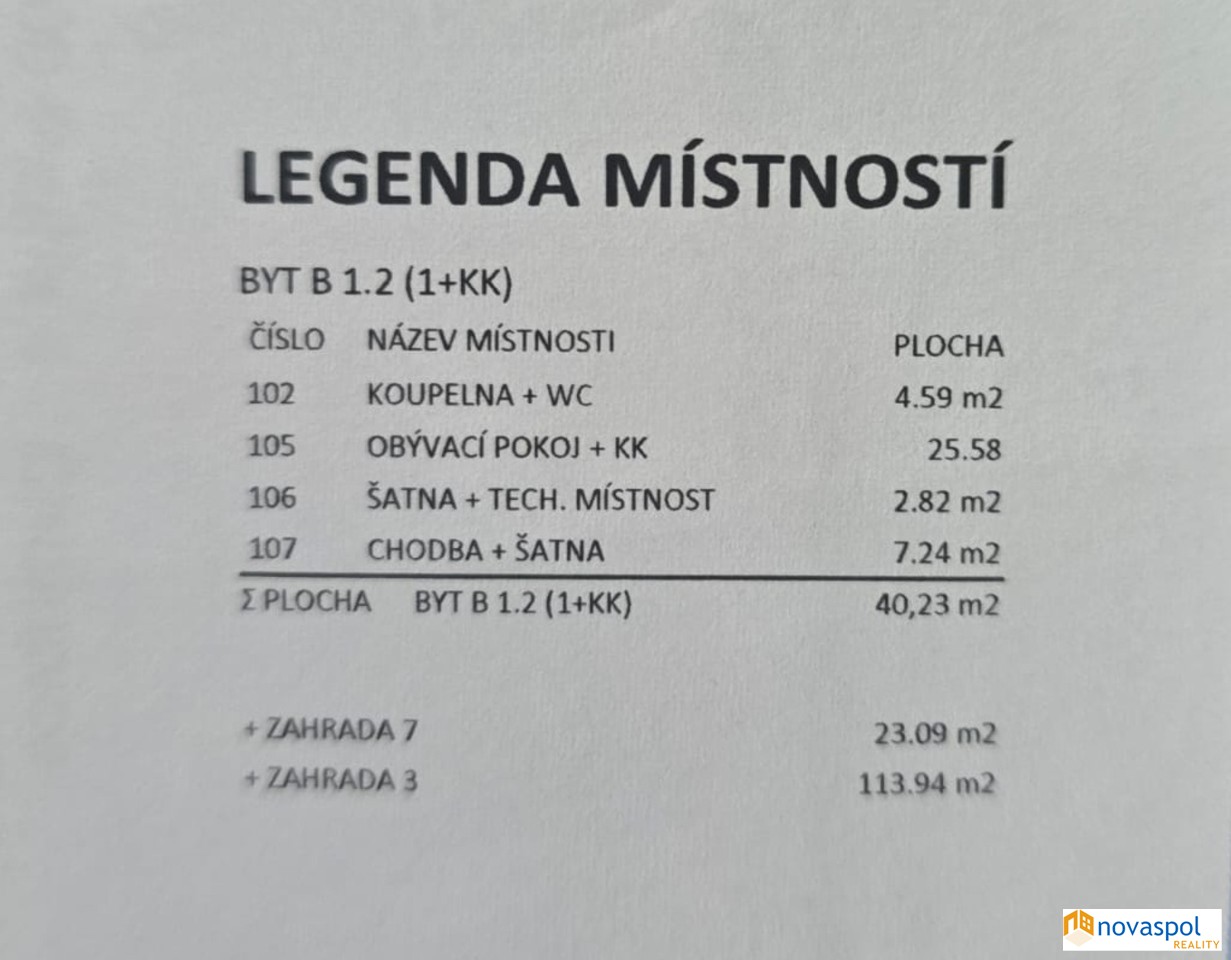 LEGENDA MÍSTNOSTÍ
BYT B 1.2 (1+KK)
ČÍSLO NÁZEV MÍSTNOSTI PLOCHA
102 KOUPELNA + WC 4.59 m2
105 OBÝVACÍ POKOJ + KK 25.58
106 ŠATNA + TECH. MÍSTNOST 2.82 m2
107 CHODBA + ŠATNA 7.24 m2
Σ PLOCHA BYT B 1.2 (1+KK) 40,23 m2
+ ZAHRADA 7 23.09 m2
+ ZAHRADA 3 113.94 m2
novaspol
REALITY